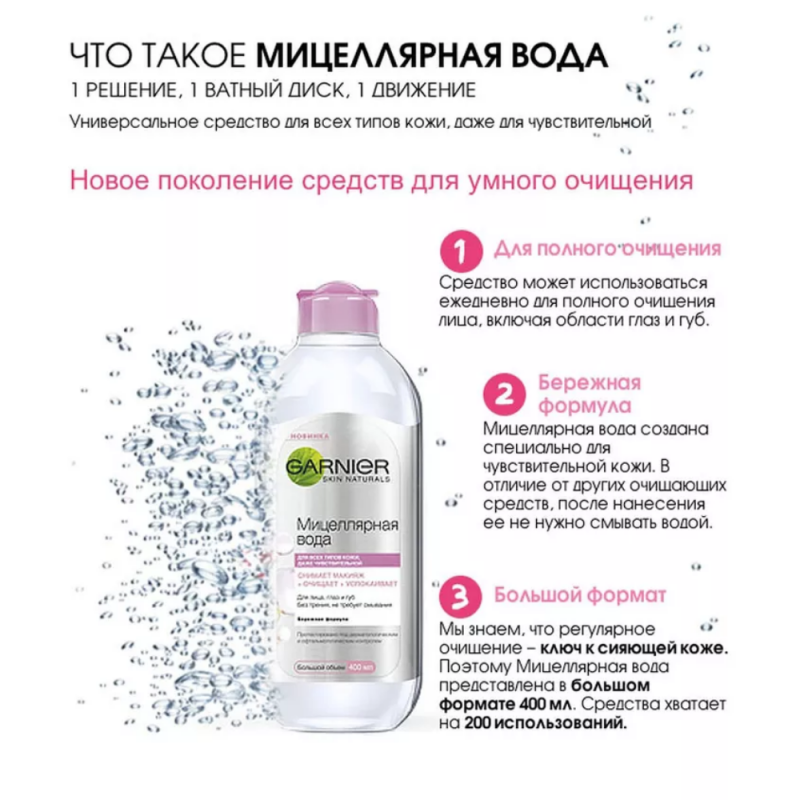 ЧТО ТАКОЕ МИЦЕЛЛЯРНАЯ ВОДА
1 РЕШЕНИЕ, 1 ВАТНЫЙ ДИСК, 1 ДВИЖЕНИЕ
Универсальное средство для всех типов кожи, даже для чувствительной
Новое поколение средств для умного очищения
1 Для полного очищения
Средство может использоваться
ежедневно для полного очищения
лица, включая области глаз и губ.
2 Бережная
формула
Мицеллярная вода создана
специально для
чувствительной кожи. В
отличие от других очищающих
средств, после нанесения
ее не нужно смывать водой.
3 Большой формат
Мы знаем, что регулярное
очищение – ключ к сияющей коже.
Поэтому Мицеллярная вода
представлена в большом
формате 400 мл. Средства хватает
на 200 использований.
НОВИНКА
GARNIER
SKIN NATURALS
Мицеллярная
вода
ДЛЯ ВСЕХ ТИПОВ КОЖИ,
ДАЖЕ ЧУВСТВИТЕЛЬНОЙ
СНИМАЕТ МАКИЯЖ
+ ОЧИЩАЕТ + УСПОКАИВАЕТ
Для лица, глаз и губ
Без трения, не требует смывания
Бережная формула
Протестировано под дерматологическим
и офтальмологическим контролем
Большой объем 400 мл